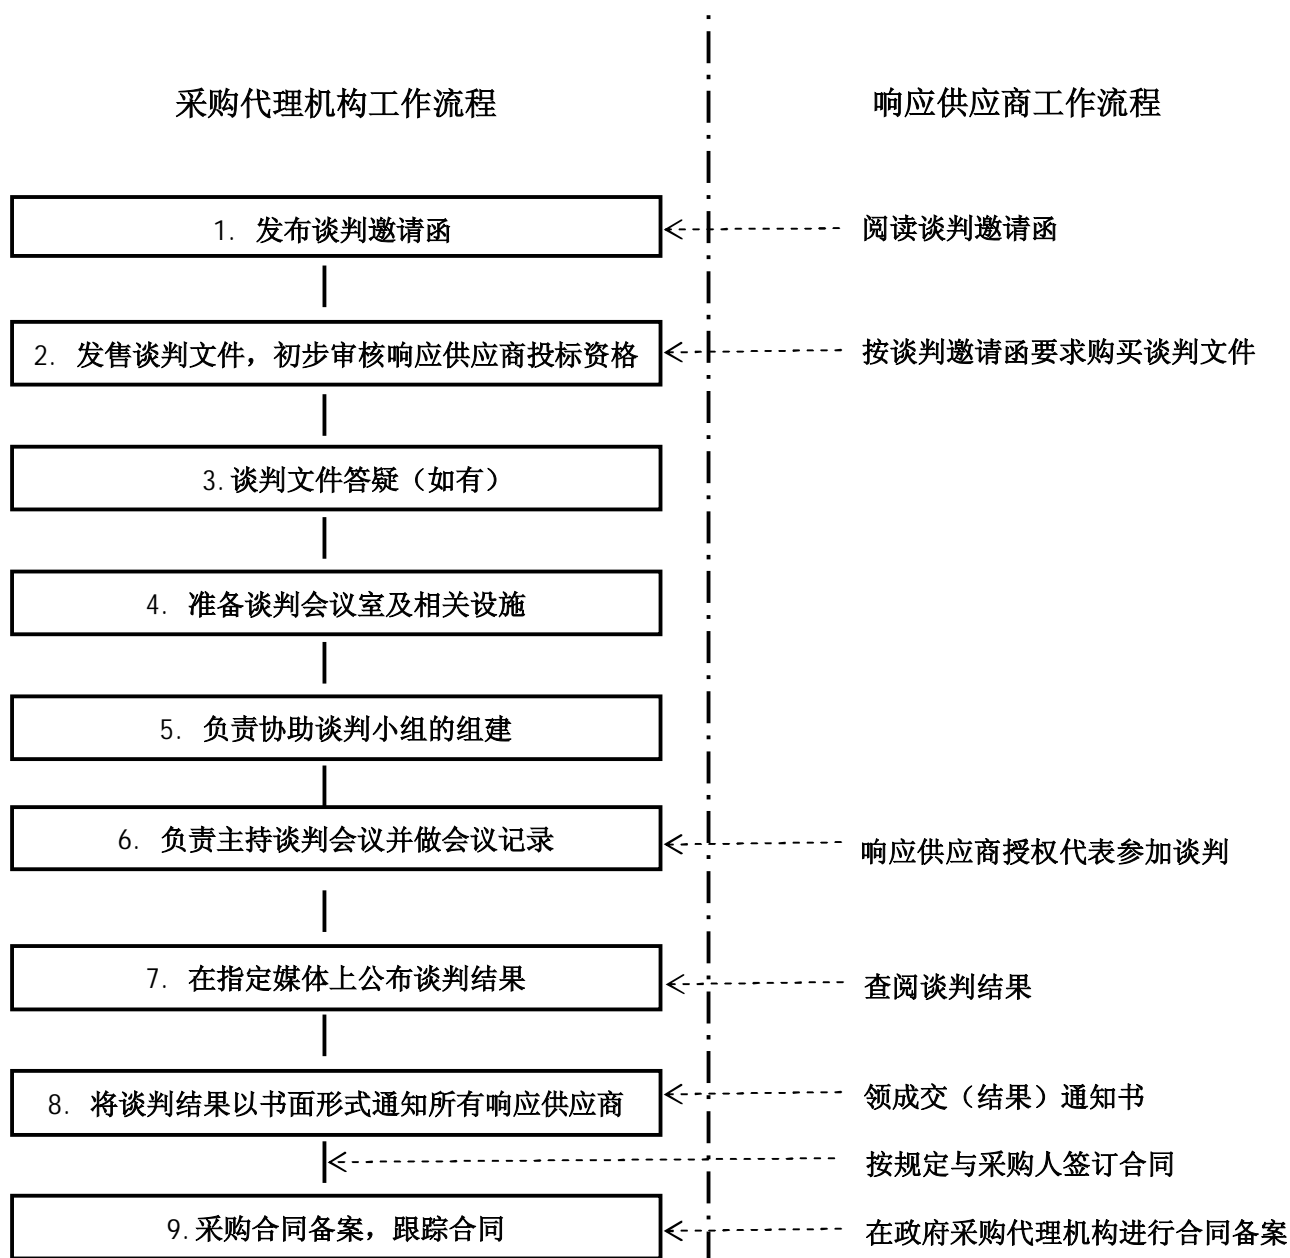 采购代理机构工作流程
响应供应商工作流程
1. 发布谈判邀请函
阅读谈判邀请函
2. 发售谈判文件，初步审核响应供应商投标资格
按谈判邀请函要求购买谈判文件
3.谈判文件答疑（如有）
4. 准备谈判会议室及相关设施
5. 负责协助谈判小组的组建
6. 负责主持谈判会议并做会议记录
响应供应商授权代表参加谈判
7. 在指定媒体上公布谈判结果
查阅谈判结果
8. 将谈判结果以书面形式通知所有响应供应商
领成交（结果）通知书
按规定与采购人签订合同
9.采购合同备案，跟踪合同
在政府采购代理机构进行合同备案